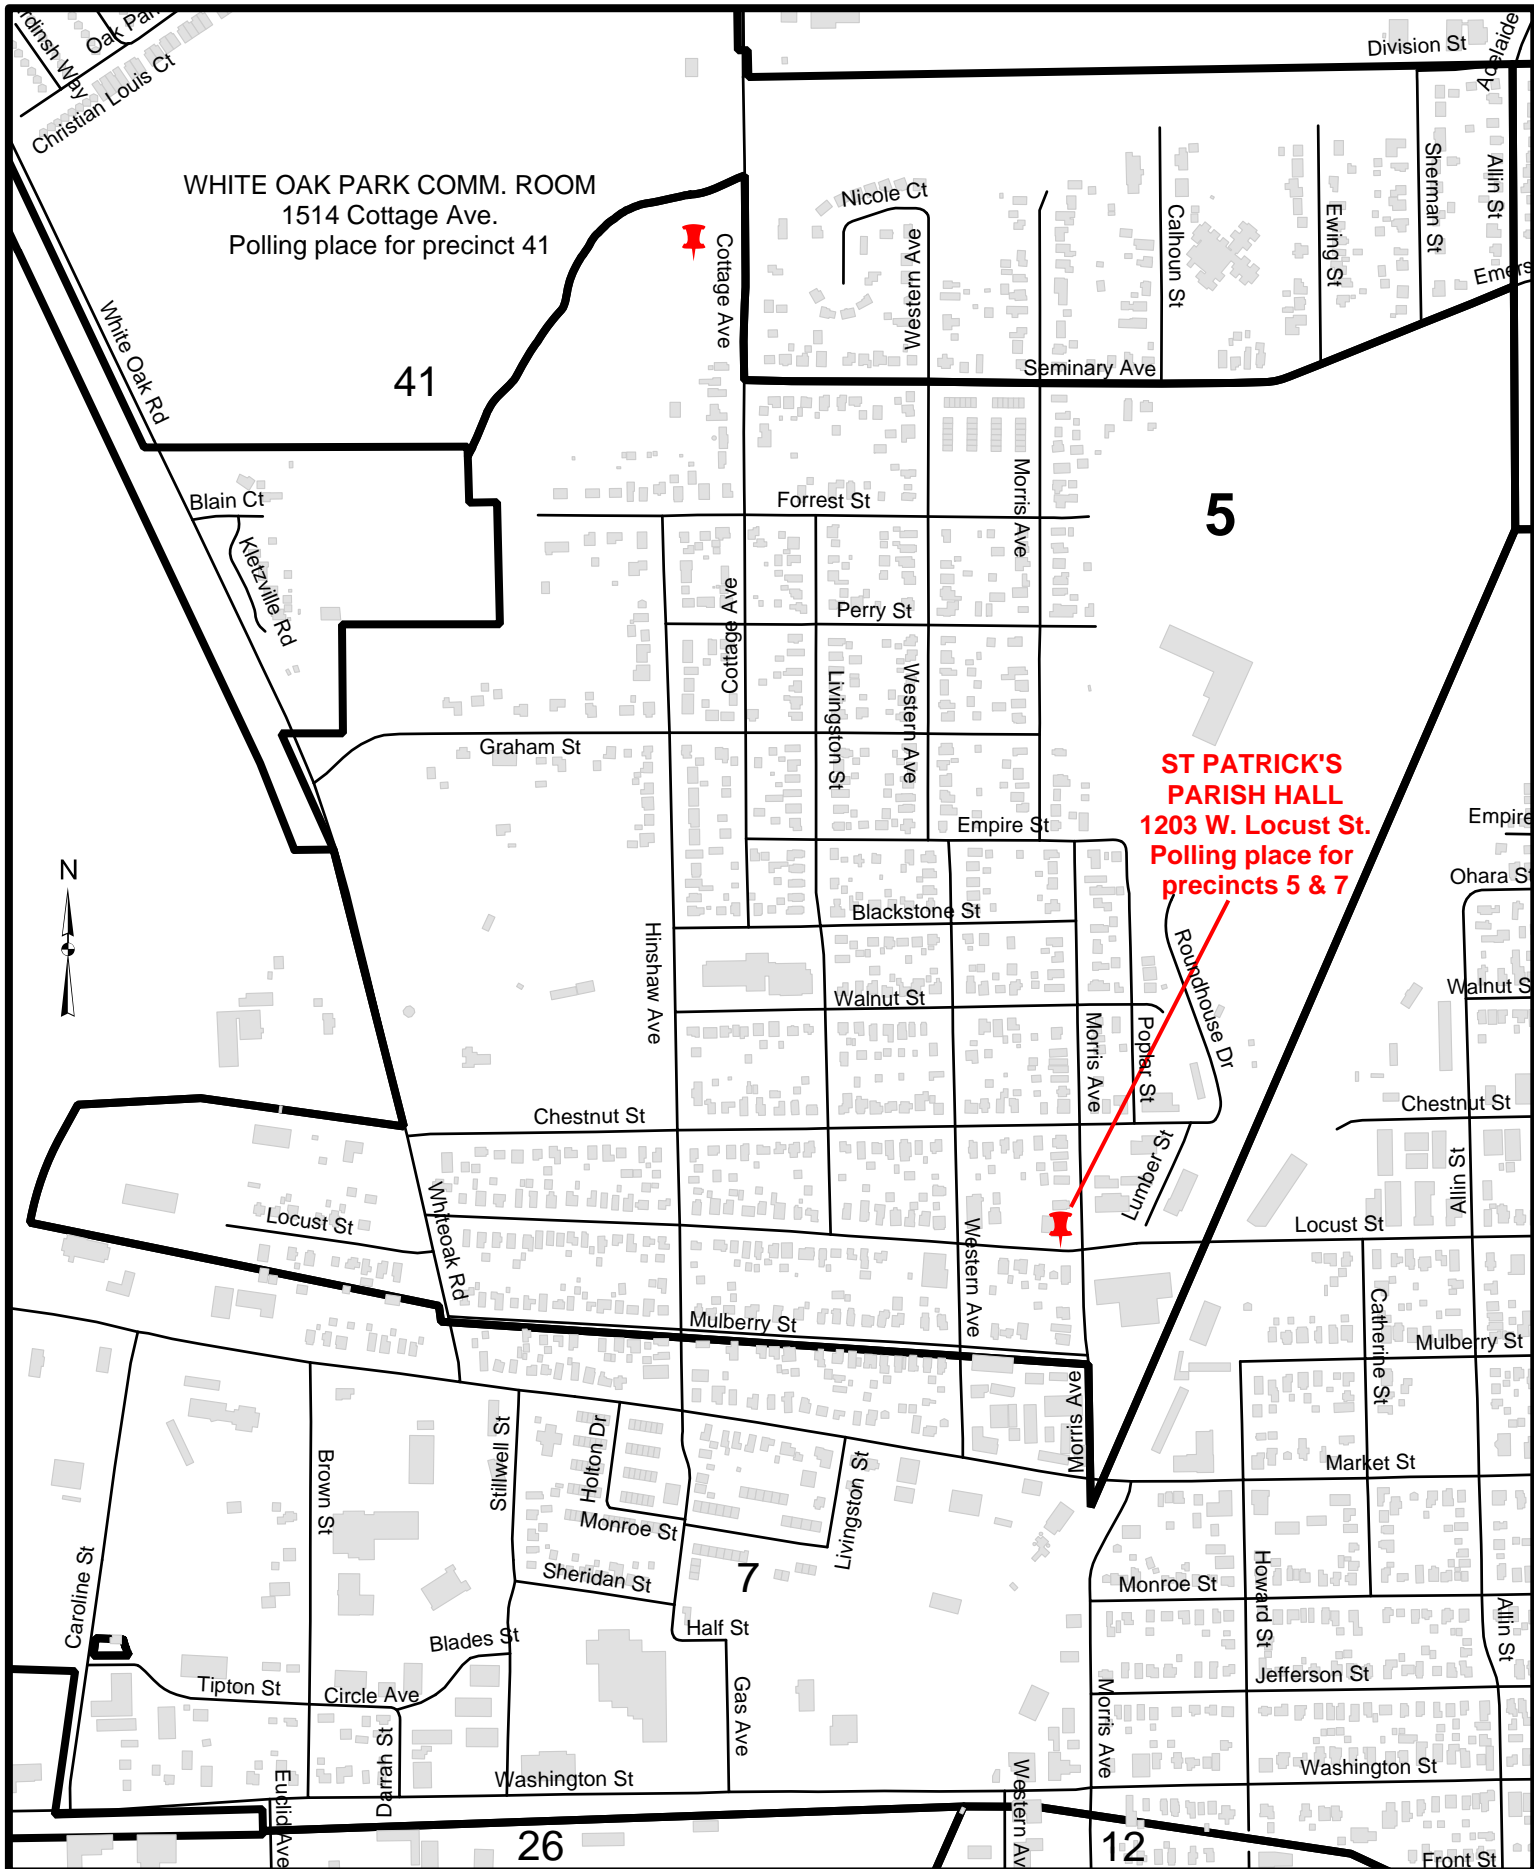 Oak Par
Christian Louis Ct
Division St
Adelaide
WHITE OAK PARK COMM. ROOM
1514 Cottage Ave.
Polling place for precinct 41
Nicole Ct
Cottage Ave
Western Ave
Calhoun St
Ewing St
Sherman St
Allin St
Emers
White Oak Rd
41
Seminary Ave
Blain Ct
Kletzville Rd
Forrest St
Morris Ave
5
Perry St
Cottage Ave
Livingston St
Western Ave
Graham St
ST PATRICK'S
PARISH HALL
1203 W. Locust St.
Polling place for
precincts 5 & 7
Empire St
Empire
N
Ohara St
Blackstone St
Hinshaw Ave
Roundhouse Dr
Walnut St
Walnut S
Morris Ave
Poplar St
Chestnut St
Chestnut St
Lumber St
Allin St
Locust St
Whiteoak Rd
Western Ave
Locust St
Mulberry St
Catherine St
Mulberry St
Morris Ave
Brown St
Stillwell St
Holton Dr
Livingston St
Market St
Monroe St
Caroline St
Sheridan St
7
Monroe St
Howard St
Allin St
Half St
Blades St
Tipton St
Circle Ave
Gas Ave
Jefferson St
Morris Ave
Darrah St
Euclid Ave
Washington St
Western Av
Washington St
26
12
Front St